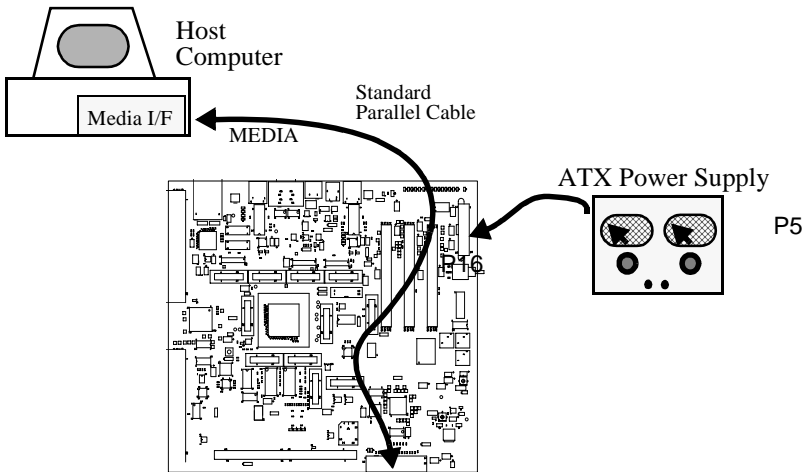 Host
Computer
Media I/F
MEDIA
Standard
Parallel Cable
ATX Power Supply
P5
P16